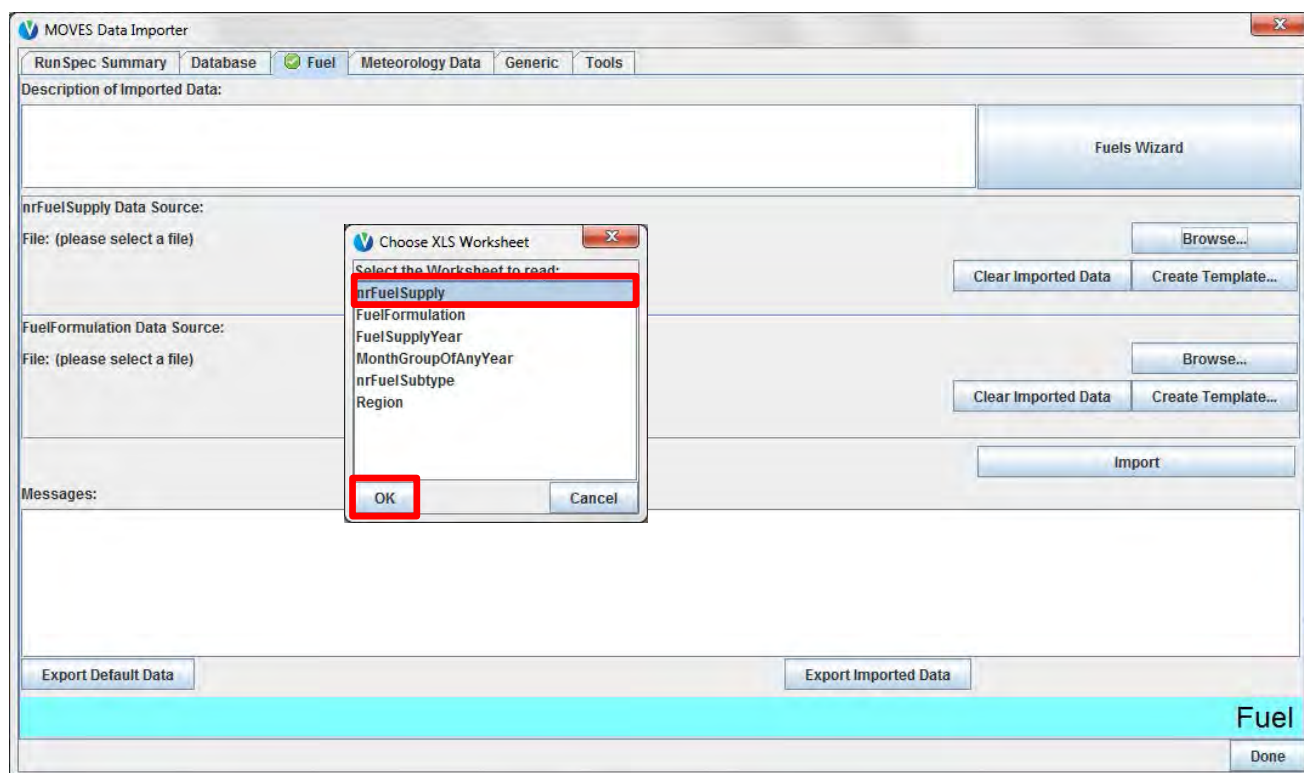 MOVES Data Importer
RunSpec Summary Database Fuel Meteorology Data Generic Tools
Description of Imported Data:
Fuels Wizard
nrFuelSupply Data Source:
File: (please select a file)
Browse...
Clear Imported Data Create Template...
FuelFormulation Data Source:
File: (please select a file)
Browse...
Clear Imported Data Create Template...
Import
Choose XLS Worksheet
Select the Worksheet to read:
nrFuelSupply
FuelFormulation
FuelSupplyYear
MonthGroupOfAnyYear
nrFuelSubtype
Region
OK Cancel
Messages:
Export Default Data Export Imported Data
Fuel
Done